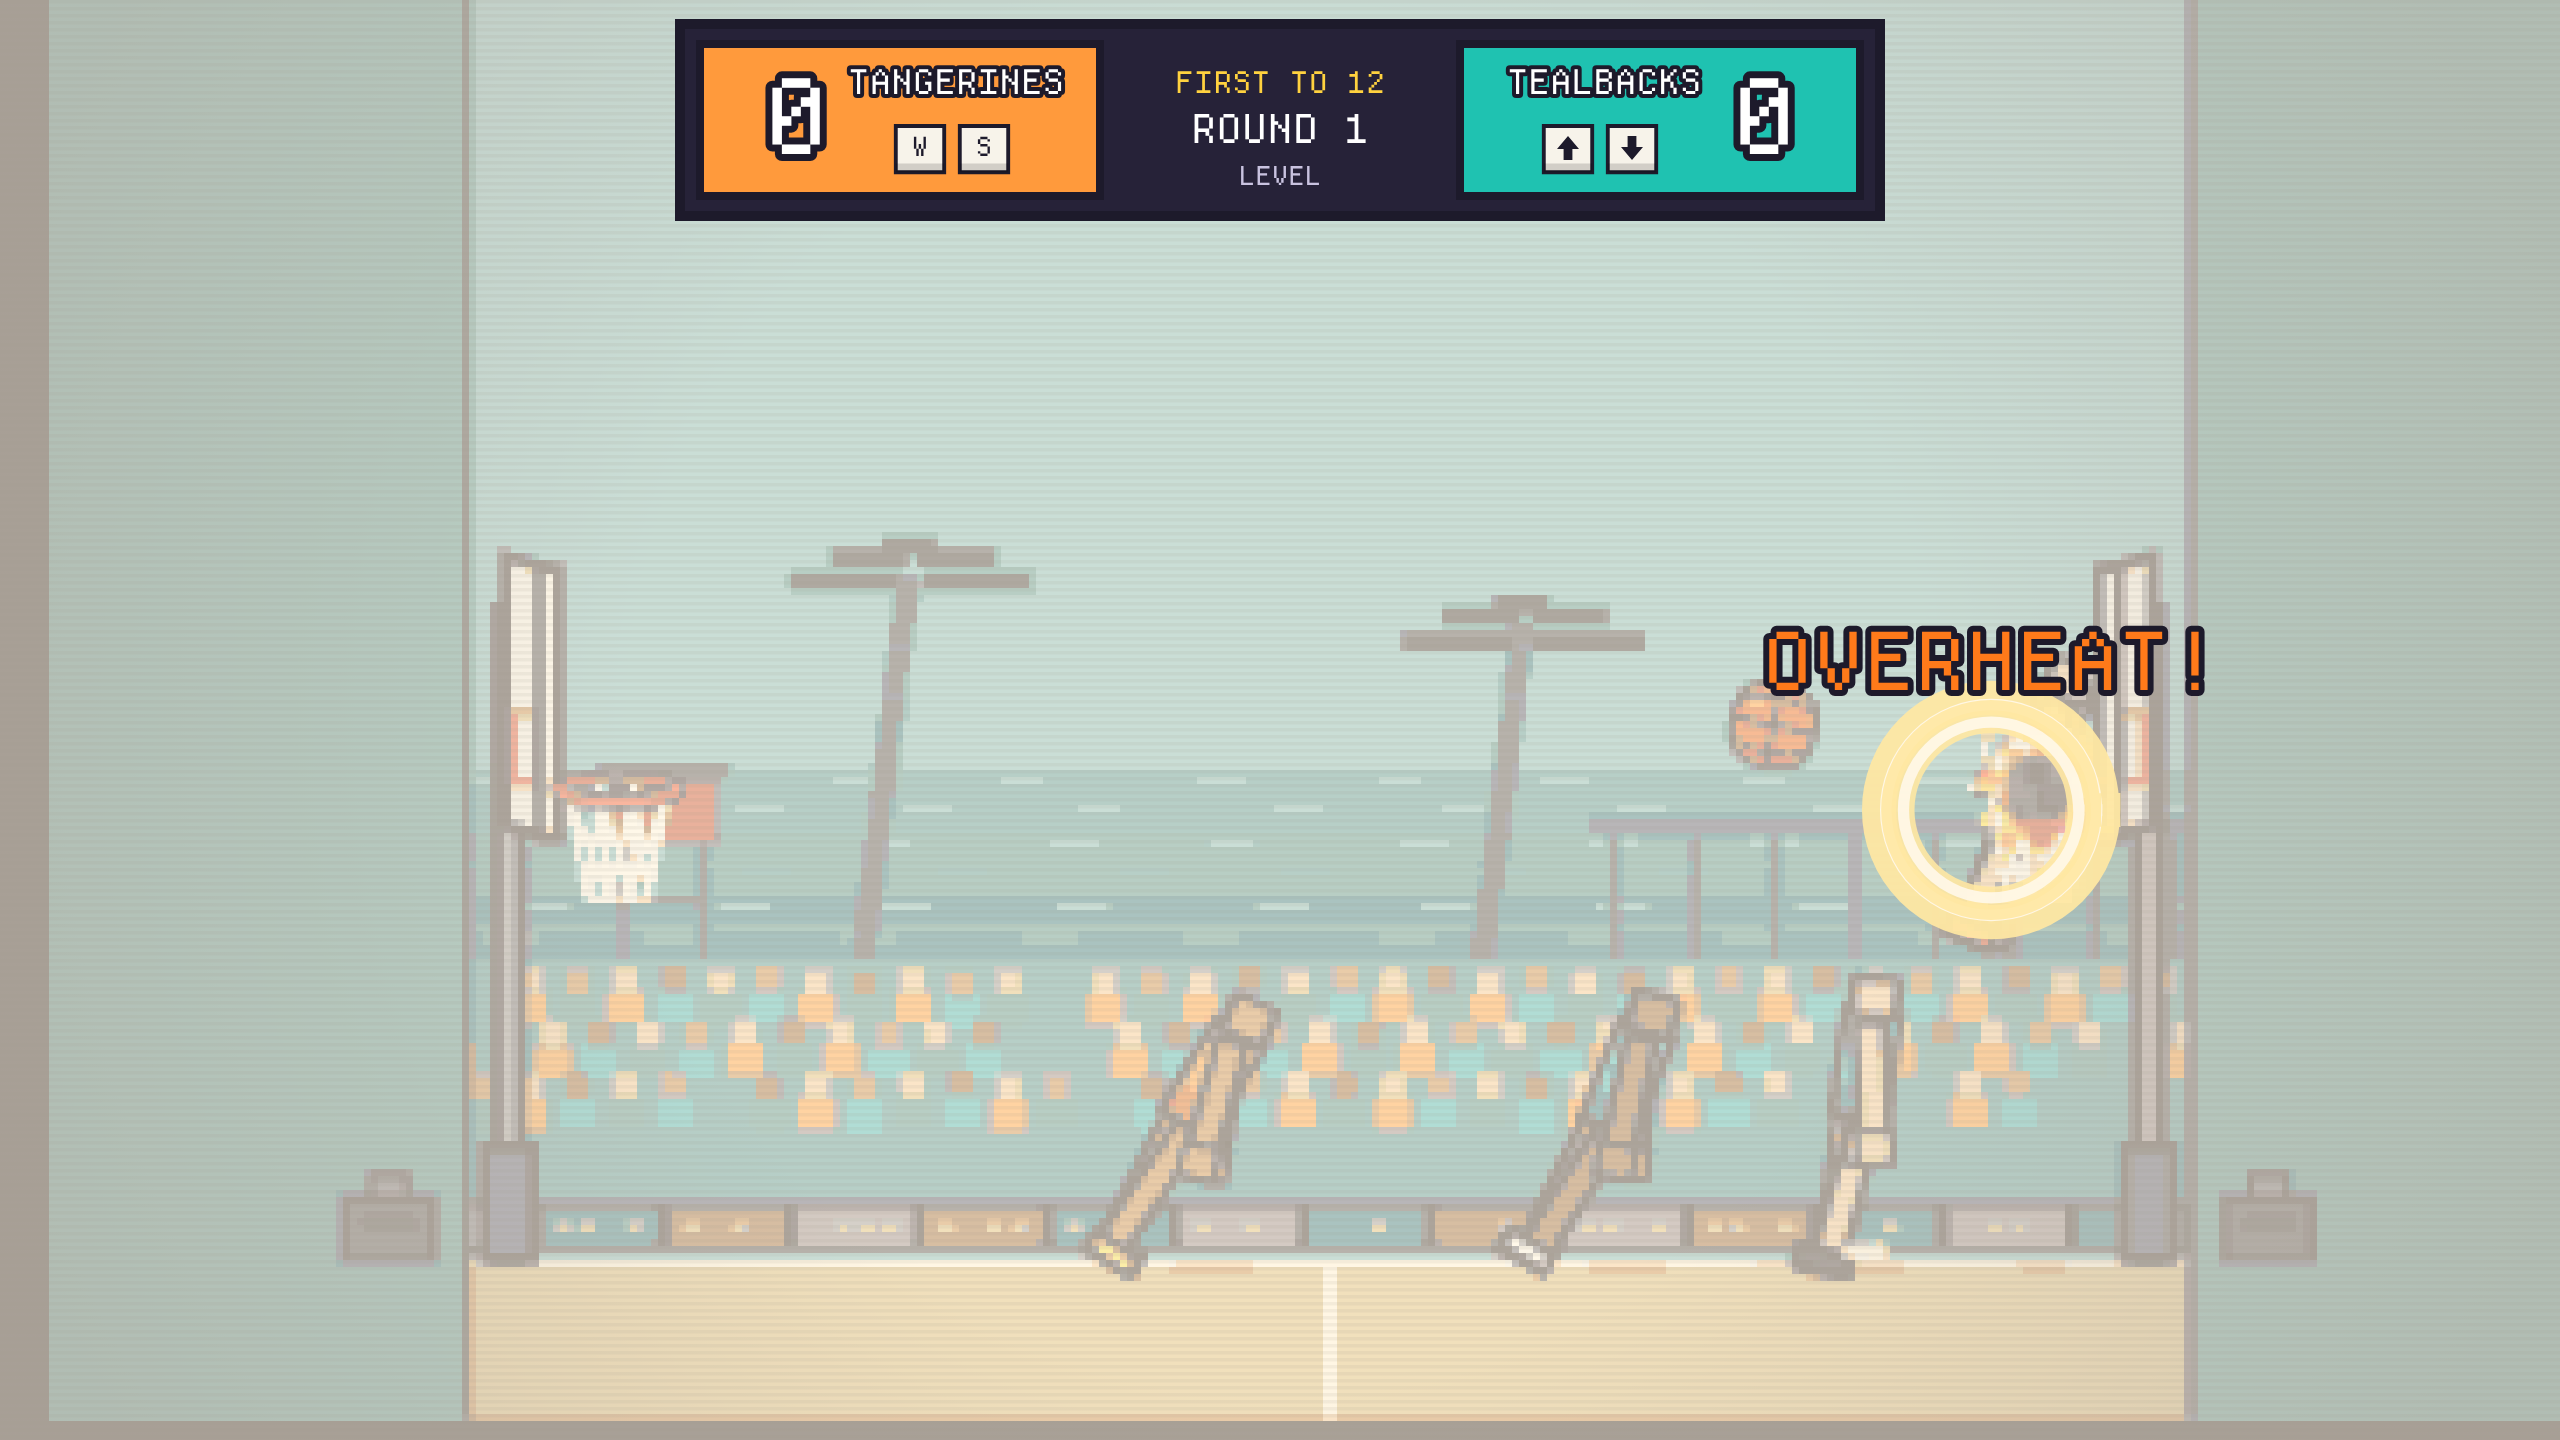 0 TANGERINES
W S
FIRST TO 12
ROUND 1
LEVEL
TEALBACKS 0
OVERHEAT!